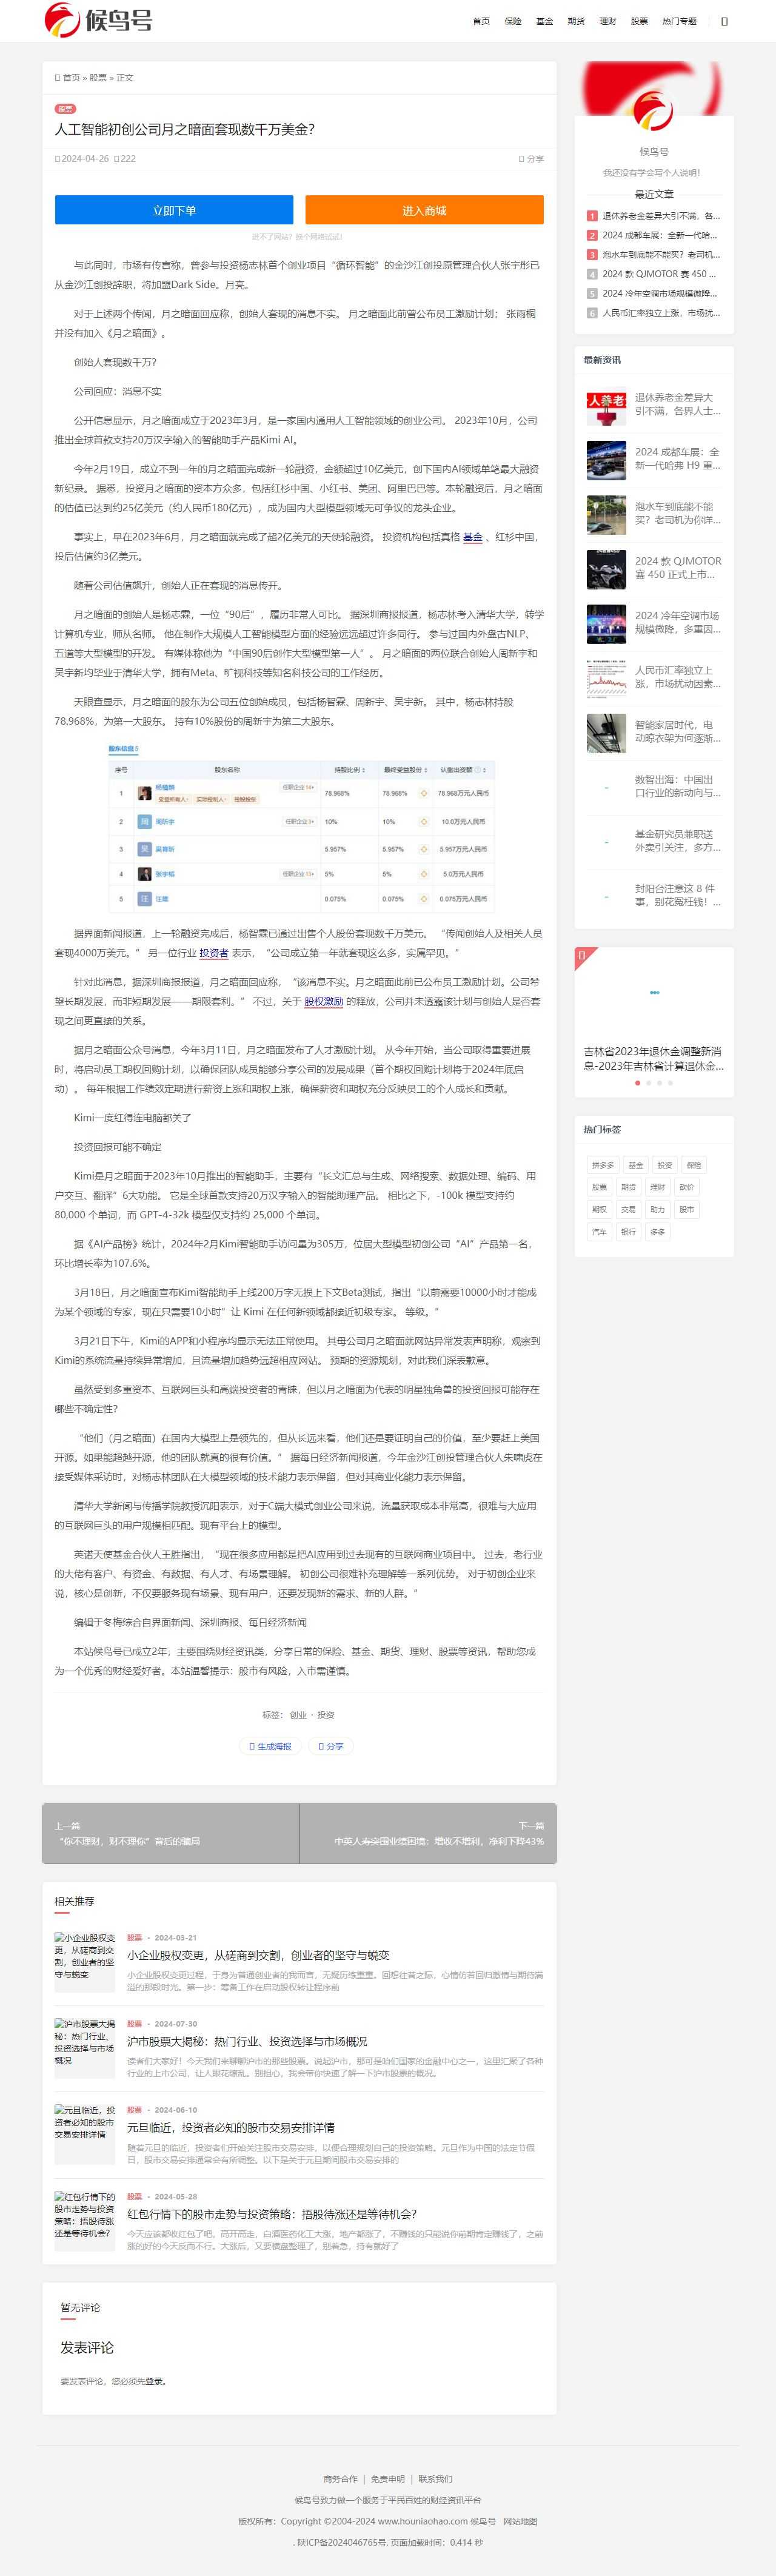 候鸟号
首页 保险 基金 期货 理财 股票 热门专题
首页 » 股票 » 正文
股票
人工智能初创公司月之暗面套现数千万美金？
2024-04-26 222
分享
立即下单 进入商城
进不了网站？换个网络试试！
与此同时，市场有传言称，曾参与投资杨志林首个创业项目“循环智能”的金沙江创投原管理合伙人张宇彤已
从金沙江创投辞职，将加盟Dark Side。月亮。
对于上述两个传闻，月之暗面回应称，创始人套现的消息不实。 月之暗面此前曾公布员工激励计划； 张雨桐
并没有加入《月之暗面》。
创始人套现数千万？
公司回应：消息不实
公开信息显示，月之暗面成立于2023年3月，是一家国内通用人工智能领域的创业公司。 2023年10月，公司
推出全球首款支持20万汉字输入的智能助手产品Kimi AI。
今年2月19日，成立不到一年的月之暗面完成新一轮融资，金额超过10亿美元，创下国内AI领域单笔最大融资
新纪录。 据悉，投资月之暗面的资本方众多，包括红杉中国、小红书、美团、阿里巴巴等。本轮融资后，月之暗面
的估值已达到约25亿美元（约人民币180亿元），成为国内大型模型领域无可争议的龙头企业。
事实上，早在2023年6月，月之暗面就完成了超2亿美元的天使轮融资。 投资机构包括真格 基金 、红杉中国，
投后估值约3亿美元。
随着公司估值飙升，创始人正在套现的消息传开。
月之暗面的创始人是杨志霖，一位“90后”，履历非常人可比。 据深圳商报报道，杨志林考入清华大学，转学
计算机专业，师从名师。 他在制作大规模人工智能模型方面的经验远远超过许多同行。 参与过国内外盘古NLP、
五道等大型模型的开发。 有媒体称他为“中国90后创作大型模型第一人”。 月之暗面的两位联合创始人周新宇和
吴宇新均毕业于清华大学，拥有Meta、旷视科技等知名科技公司的工作经历。
天眼查显示，月之暗面的股东为公司五位创始成员，包括杨智霖、周新宇、吴宇新。 其中，杨志林持股
78.968%，为第一大股东。 持有10%股份的周新宇为第二大股东。
股东信息 5
序号 股东名称 持股比例 最终受益股份 认缴出资额
1 杨植麟 任职企业 受益所有人 实际控制人 控股股东 78.968% 78.968% 78.968万元人民币
2 周 周昕宇 任职企业 10% 10% 10.0万元人民币
3 吴 吴育昕 5.957% 5.957% 5.957万元人民币
4 张宇韬 任职企业 5% 5% 5.0万元人民币
5 汪 汪箴 0.075% 0.075% 0.075万元人民币
据界面新闻报道，上一轮融资完成后，杨智霖已通过出售个人股份套现数千万美元。 “传闻创始人及相关人员
套现4000万美元。” 另一位行业 投资者 表示，“公司成立第一年就套现这么多，实属罕见。”
针对此消息，据深圳商报报道，月之暗面回应称，“该消息不实。月之暗面此前已公布员工激励计划。公司希
望长期发展，而非短期发展——期限套利。” 不过，关于 股权激励 的释放，公司并未透露该计划与创始人是否套
现之间更直接的关系。
据月之暗面公众号消息，今年3月11日，月之暗面发布了人才激励计划。 从今年开始，当公司取得重要进展
时，将启动员工期权回购计划，以确保团队成员能够分享公司的发展成果（首个期权回购计划将于2024年底启
动）。 每年根据工作绩效定期进行薪资上涨和期权上涨，确保薪资和期权充分反映员工的个人成长和贡献。
Kimi一度红得连电脑都关了
投资回报可能不确定
Kimi是月之暗面于2023年10月推出的智能助手，主要有“长文汇总与生成、网络搜索、数据处理、编码、用
户交互、翻译”6大功能。 它是全球首款支持20万汉字输入的智能助理产品。 相比之下，-100k 模型支持约
80,000 个单词，而 GPT-4-32k 模型仅支持约 25,000 个单词。
据《AI产品榜》统计，2024年2月Kimi智能助手访问量为305万，位居大型模型初创公司“AI”产品第一名，
环比增长率为107.6%。
3月18日，月之暗面宣布Kimi智能助手上线200万字无损上下文Beta测试，指出“以前需要10000小时才能成
为某个领域的专家，现在只需要10小时”让 Kimi 在任何新领域都接近初级专家。 等级。”
3月21日下午，Kimi的APP和小程序均显示无法正常使用。 其母公司月之暗面就网站异常发表声明称，观察到
Kimi的系统流量持续异常增加，且流量增加趋势远超相应网站。 预期的资源规划，对此我们深表歉意。
虽然受到多重资本、互联网巨头和高端投资者的青睐，但以月之暗面为代表的明星独角兽的投资回报可能存在
哪些不确定性？
“他们（月之暗面）在国内大模型上是领先的，但从长远来看，他们还是要证明自己的价值，至少要赶上美国
开源。如果能超越开源，他的团队就真的很有价值。” 据每日经济新闻报道，今年金沙江创投管理合伙人朱啸虎在
接受媒体采访时，对杨志林团队在大模型领域的技术能力表示保留，但对其商业化能力表示保留。
清华大学新闻与传播学院教授沉阳表示，对于C端大模式创业公司来说，流量获取成本非常高，很难与大应用
的互联网巨头的用户规模相匹配。现有平台上的模型。
英诺天使基金合伙人王胜指出，“现在很多应用都是把AI应用到过去现有的互联网商业项目中。 过去，老行业
的大佬有客户、有资金、有数据、有人才、有场景理解。 初创公司很难补充理解等一系列优势。 对于初创企业来
说，核心是创新，不仅要服务现有场景、现有用户，还要发现新的需求、新的人群。”
编辑于冬梅综合自界面新闻、深圳商报、每日经济新闻
本站候鸟号已成立2年，主要围绕财经资讯类，分享日常的保险、基金、期货、理财、股票等资讯，帮助您成
为一个优秀的财经爱好者。本站温馨提示：股市有风险，入市需谨慎。
标签： 创业 · 投资
生成海报 分享
上一篇
“你不理财，财不理你”背后的骗局
下一篇
中英人寿突围业绩困境：增收不增利，净利下降43%
相关推荐
小企业股权变更，从磋商到交割，创业者的坚守与蜕变
股票 - 2024-05-21
小企业股权变更，从磋商到交割，创业者的坚守与蜕变
小企业股权变更过程，于身为普通创业者的我而言，无疑历练重重。回想往昔之际，心情仿若回归激情与期待满
溢的那段时光。第一步：筹备工作在启动股权转让程序前
沪市股票大揭秘：热门行业、投资选择与市场概况
股票 - 2024-07-30
沪市股票大揭秘：热门行业、投资选择与市场概况
读者们大家好！今天我们来聊聊沪市的那些股票。说起沪市，那可是咱们国家的金融中心之一，这里汇聚了各种
行业的上市公司，让人眼花缭乱。别担心，我会带你快速了解一下沪市股票的概况。
元旦临近，投资者必知的股市交易安排详情
股票 - 2024-06-10
元旦临近，投资者必知的股市交易安排详情
随着元旦的临近，投资者们开始关注股市交易安排，以便合理规划自己的投资策略。元旦作为中国的法定节假
日，股市交易安排通常会有所调整。以下是关于元旦期间股市交易安排的
红包行情下的股市走势与投资策略：捂股待涨还是等待机会？
股票 - 2024-05-28
红包行情下的股市走势与投资策略：捂股待涨还是等待机会？
今天应该都收红包了吧，高开高走，白酒医药化工大涨，地产都涨了，不赚钱的只能说你前期肯定赚钱了，之前
涨的好的今天反而不行。大涨后，又要横盘整理了，别着急，持有就好了
暂无评论
发表评论
要发表评论，您必须先登录。
候鸟号
我还没有学会写个人说明！
最近文章
1 退休养老金差异大引不满，各...
2 2024 成都车展：全新一代哈...
3 泡水车到底能不能买？老司机...
4 2024 款 QJMOTOR 赛 450 ...
5 2024 冷年空调市场规模微降...
6 人民币汇率独立上涨，市场扰...
最新资讯
退休养老金差异大
引不满，各界人士...
2024 成都车展：全
新一代哈弗 H9 重...
泡水车到底能不能
买？老司机为你详...
2024 款 QJMOTOR
赛 450 正式上市...
2024 冷年空调市场
规模微降，多重因...
人民币汇率独立上
涨，市场扰动因素...
智能家居时代，电
动晾衣架为何逐渐...
数智出海：中国出
口行业的新动向与...
基金研究员兼职送
外卖引关注，多方...
封阳台注意这 8 件
事，别花冤枉钱！...
吉林省2023年退休金调整新消
息-2023年吉林省计算退休金...
热门标签
拼多多 基金 投资 保险
股票 期货 理财 砍价
期权 交易 助力 股市
汽车 银行 多多
商务合作 | 免责申明 | 联系我们
候鸟号致力做一个服务于平民百姓的财经资讯平台
版权所有：Copyright ©2004-2024 www.houniaohao.com 候鸟号 网站地图
. 陕ICP备2024046765号. 页面加载时间：0.414 秒